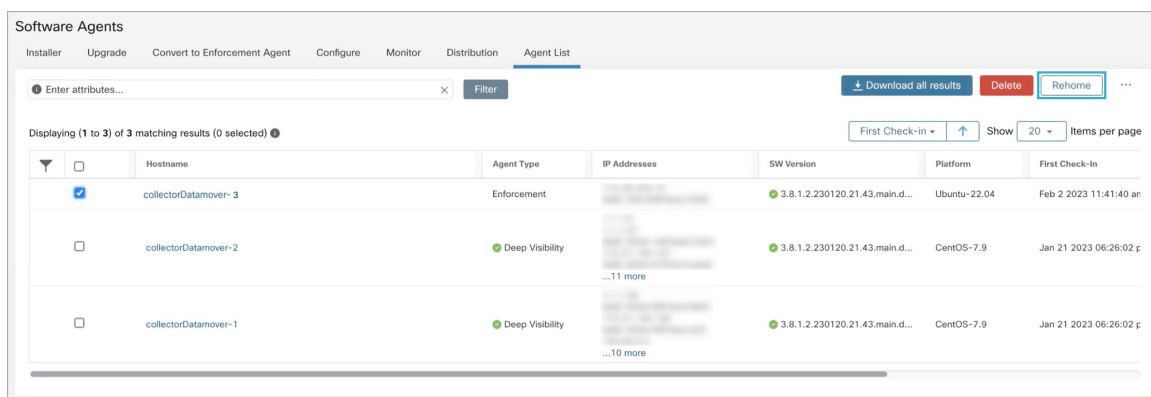 Software Agents
Installer Upgrade Convert to Enforcement Agent Configure Monitor Distribution Agent List
Enter attributes... Filter Download all results Delete Rehome ...
Displaying (1 to 3) of 3 matching results (0 selected) First Check-in Show 20 Items per page
Hostname Agent Type IP Addresses SW Version Platform First Check-In
collectorDatamover- 3 Enforcement 3.8.1.2.230120.21.43.main.d... Ubuntu-22.04 Feb 2 2023 11:41:40 am
collectorDatamover-2 Deep Visibility 3.8.1.2.230120.21.43.main.d... CentOS-7.9 Jan 21 2023 06:26:02 p
...11 more
collectorDatamover-1 Deep Visibility 3.8.1.2.230120.21.43.main.d... CentOS-7.9 Jan 21 2023 06:26:02 p
...10 more